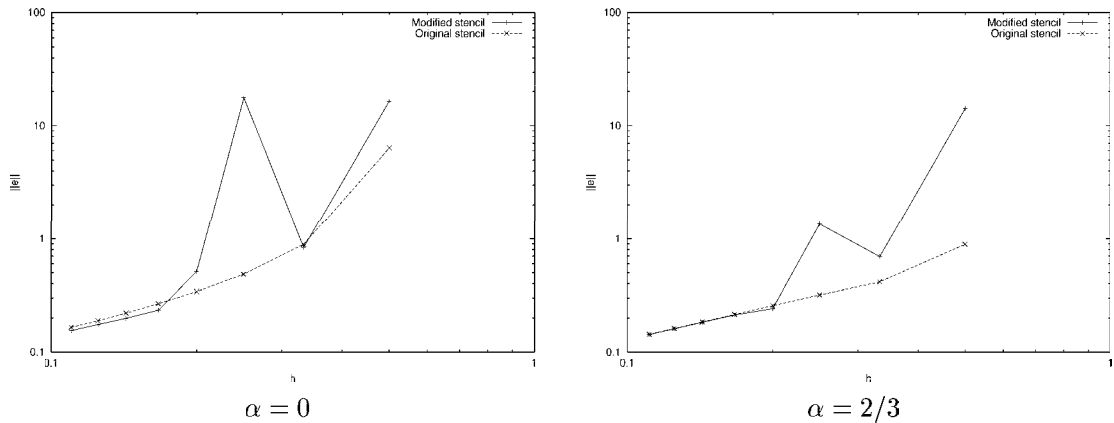 100
Modified stencil
Original stencil
10
||e||
1
0.1
0.1
1
h
α = 0
100
Modified stencil
Original stencil
10
||e||
1
0.1
0.1
1
h
α = 2/3